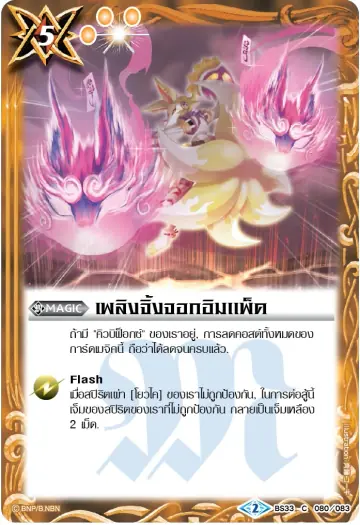 5
MAGIC เพลิงจิ้งจอกอิมแพ็ค
ถ้ามี "คิวบิฟ็อกซ์" ของเราอยู่, การลดคอสต์ทั้งหมดของ
การ์ดเมจิคนี้ ถือว่าได้ลดจนครบแล้ว.
Flash
เมื่อสปิริตเผ่า [โยวโค] ของเราไม่ถูกป้องกัน, ในการต่อสู้นี้
เจ็มของสปิริตของเราที่ไม่ถูกป้องกัน กลายเป็นเจ็มเหลือง
2 เม็ด.
© BNP/B.NBN
2 BS33 - C 080/083